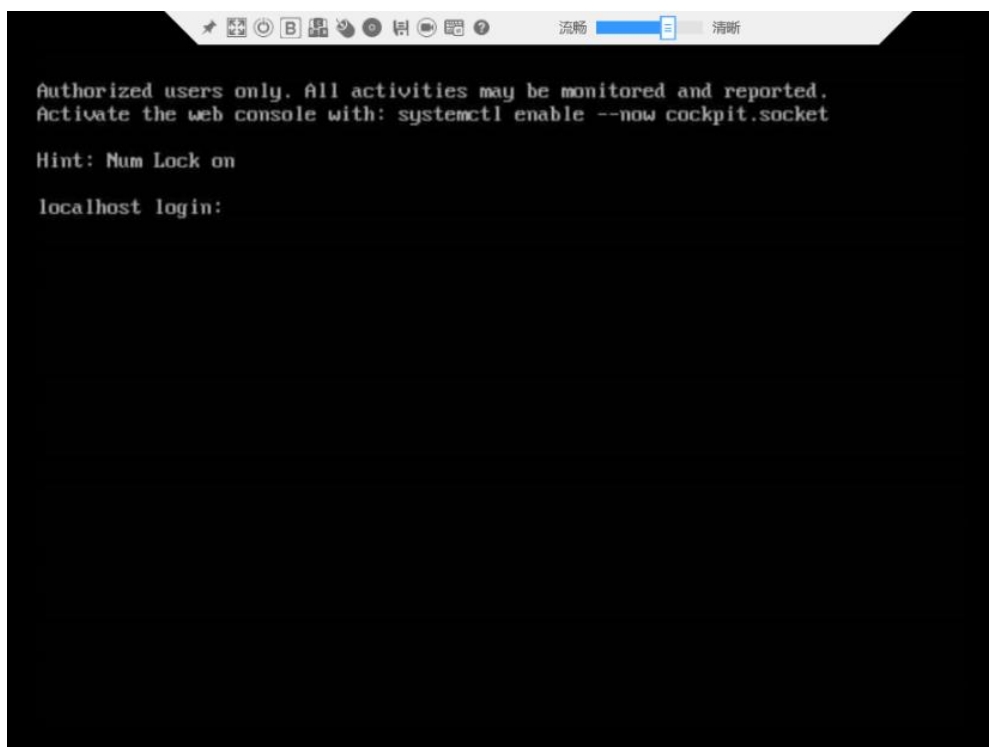 B 流畅 清晰
Authorized users only. All activities may be monitored and reported.
Activate the web console with: systemctl enable --now cockpit.socket
Hint: Num Lock on
localhost login: